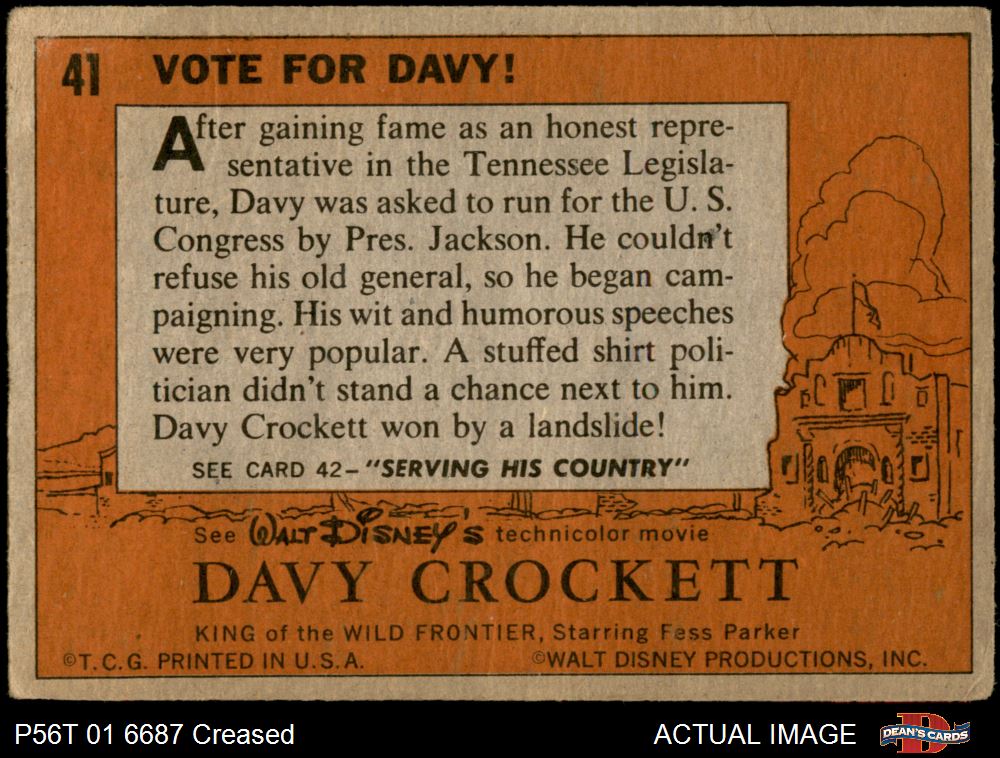 41 VOTE FOR DAVY!
After gaining fame as an honest repre-
sentative in the Tennessee Legisla-
ture, Davy was asked to run for the U. S.
Congress by Pres. Jackson. He couldn't
refuse his old general, so he began cam-
paigning. His wit and humorous speeches
were very popular. A stuffed shirt poli-
tician didn't stand a chance next to him.
Davy Crockett won by a landslide!
SEE CARD 42–"SERVING HIS COUNTRY"
See WALT DISNEY'S technicolor movie
DAVY CROCKETT
KING of the WILD FRONTIER, Starring Fess Parker
©T.C.G. PRINTED IN U.S.A. ©WALT DISNEY PRODUCTIONS, INC.
P56T 01 6687 Creased ACTUAL IMAGE D DEAN'S CARDS